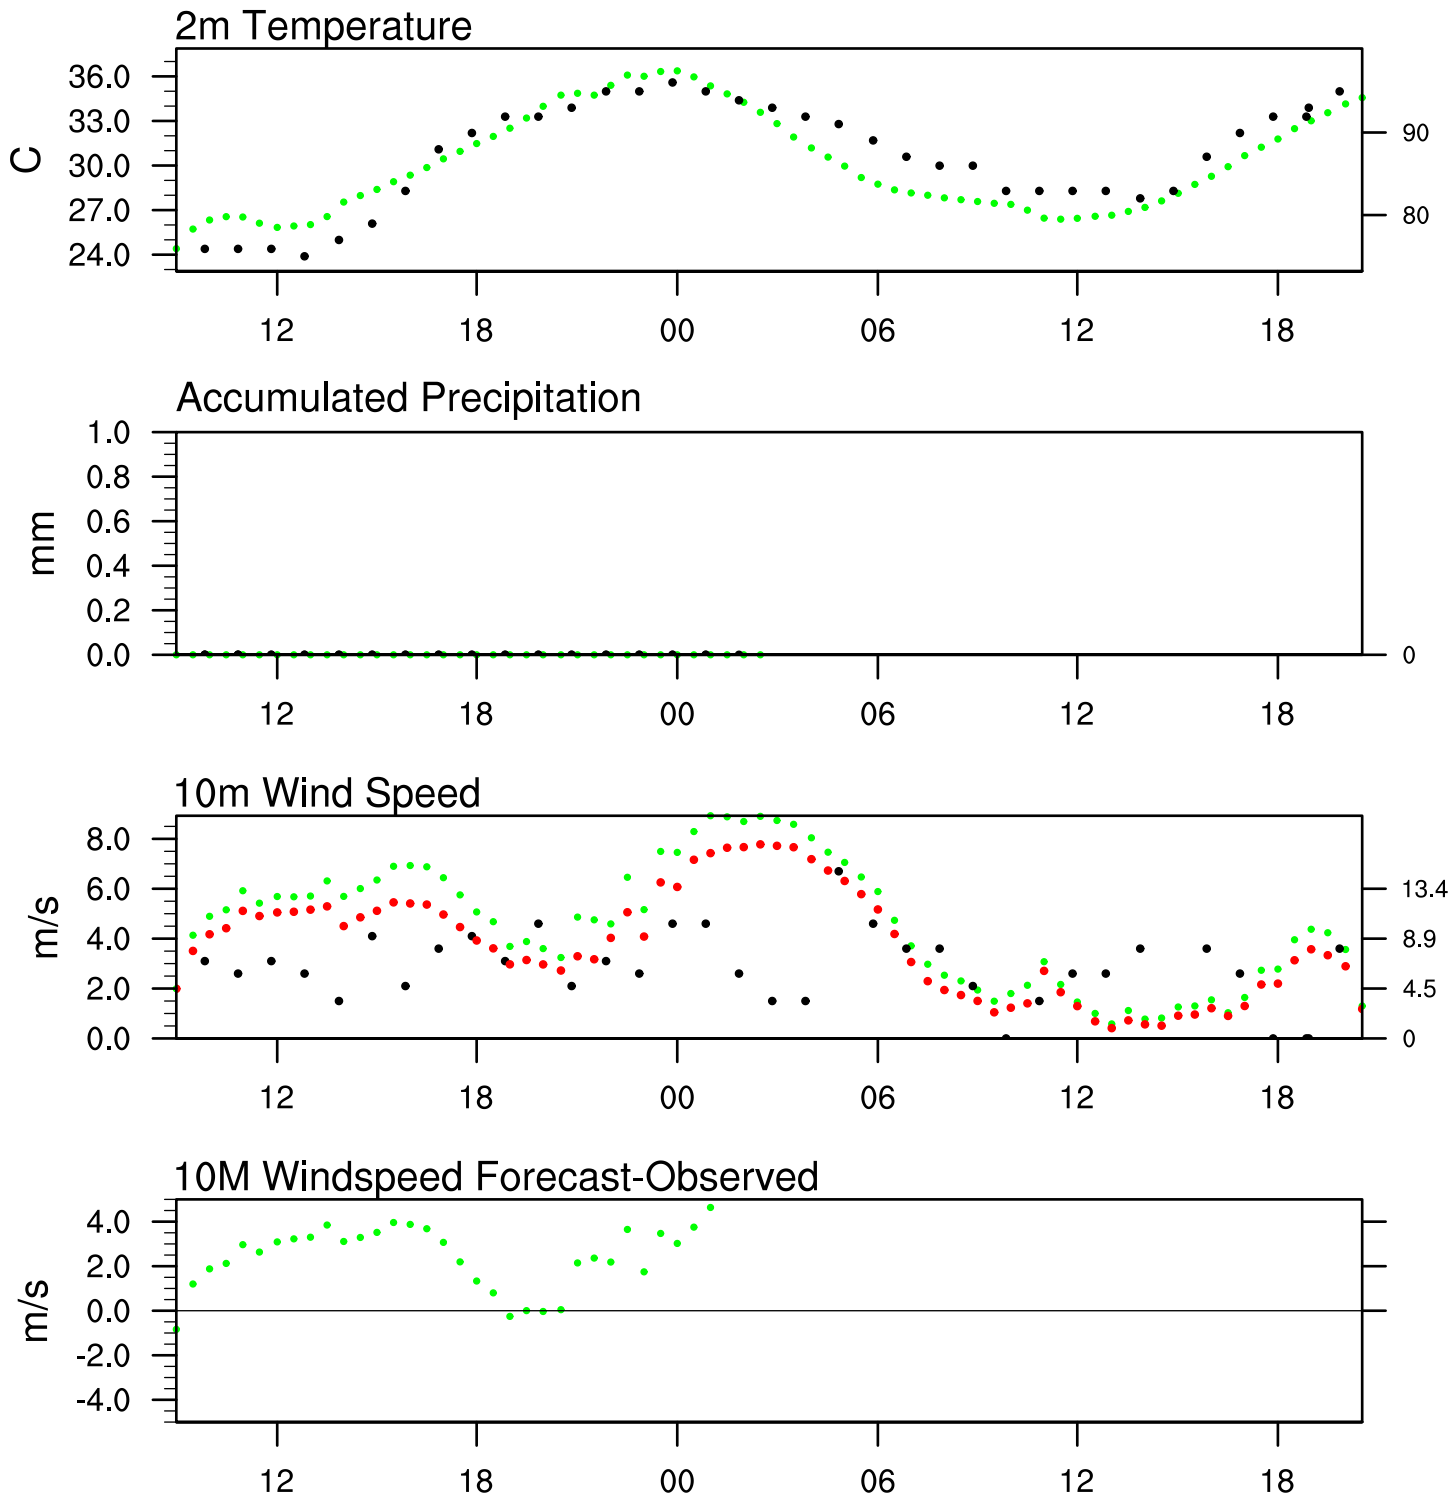 2m Temperature
36.0
33.0
90
30.0
C
27.0
80
24.0
12 18 00 06 12 18
Accumulated Precipitation
1.0
0.8
0.6
mm
0.4
0.2
0.0 0
12 18 00 06 12 18
10m Wind Speed
8.0
6.0 13.4
m/s
4.0 8.9
2.0 4.5
0.0 0
12 18 00 06 12 18
10M Windspeed Forecast-Observed
4.0
2.0
m/s
0.0
-2.0
-4.0
12 18 00 06 12 18